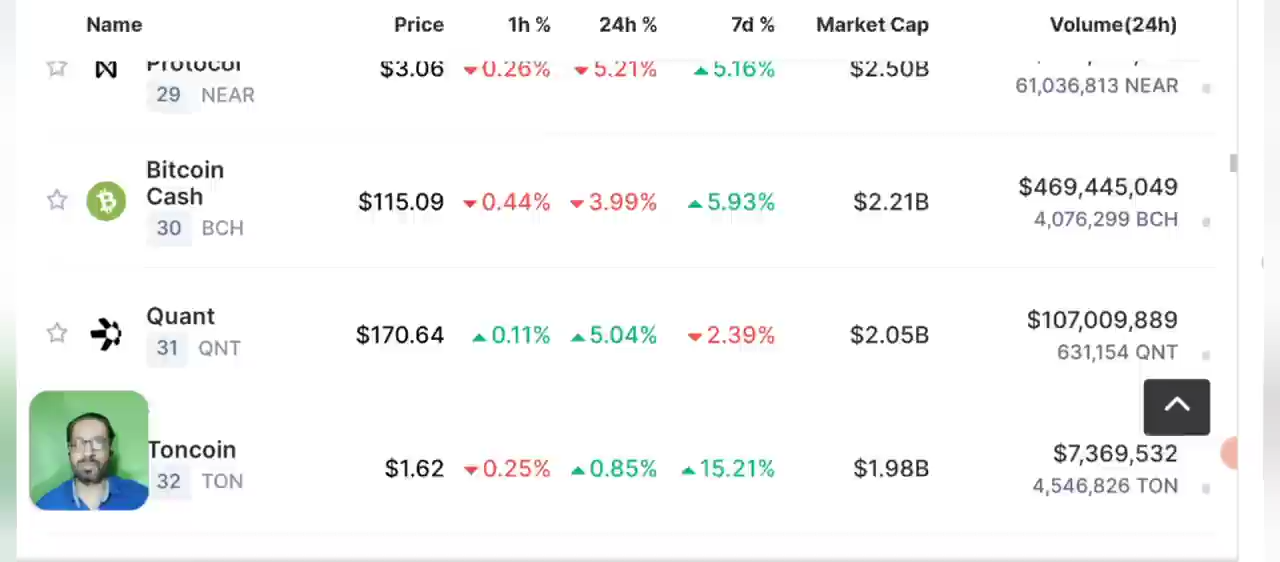 Name Price 1h % 24h % 7d % Market Cap Volume(24h)
Protocol $3.06 0.26% 5.21% 5.16% $2.50B
29 NEAR 61,036,813 NEAR
Bitcoin
Cash
30 BCH $115.09 0.44% 3.99% 5.93% $2.21B $469,445,049
4,076,299 BCH
Quant
31 QNT $170.64 0.11% 5.04% 2.39% $2.05B $107,009,889
631,154 QNT
Toncoin
32 TON $1.62 0.25% 0.85% 15.21% $1.98B $7,369,532
4,546,826 TON